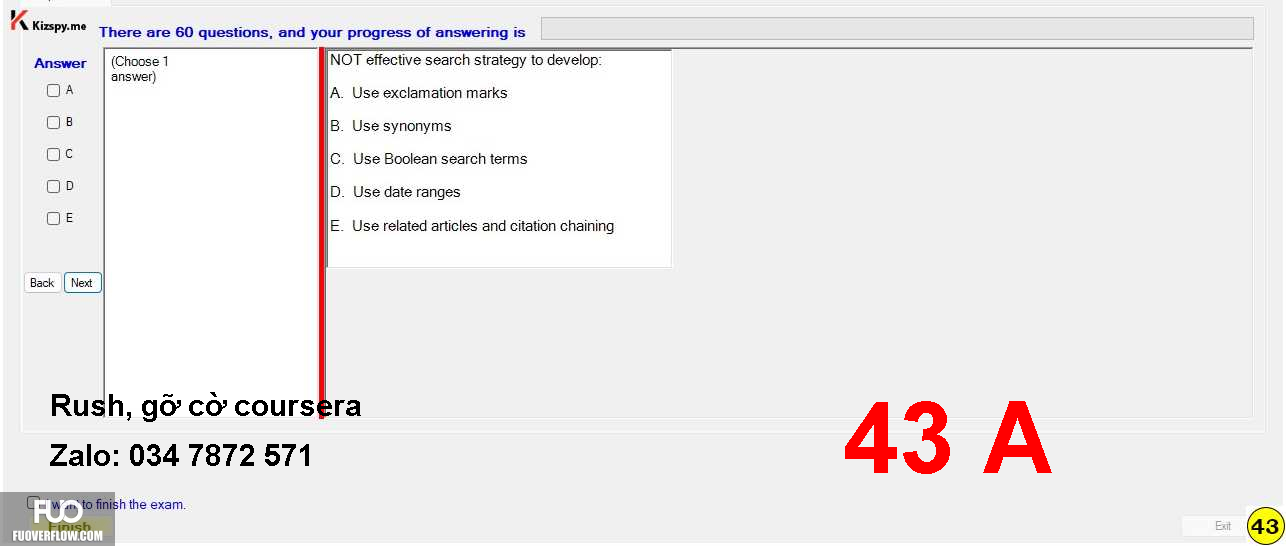 Kizspy.me
There are 60 questions, and your progress of answering is
Answer
(Choose 1
answer)
A
B
C
D
E
Back
Next
NOT effective search strategy to develop:
A. Use exclamation marks
B. Use synonyms
C. Use Boolean search terms
D. Use date ranges
E. Use related articles and citation chaining
Rush, gỡ cờ coursera
Zalo: 034 7872 571
43 A
I want to finish the exam.
Finish
FUO
FUOVERFLOW.COM
Exit
43